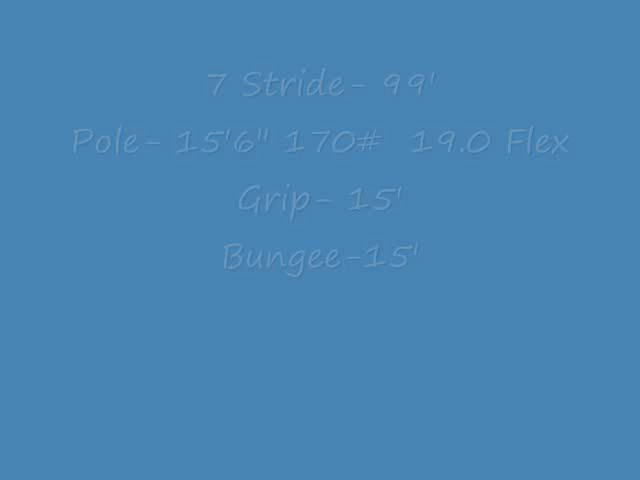 7 Stride- 99'
Pole- 15'6" 170#  19.0 Flex
Grip- 15'
Bungee-15'